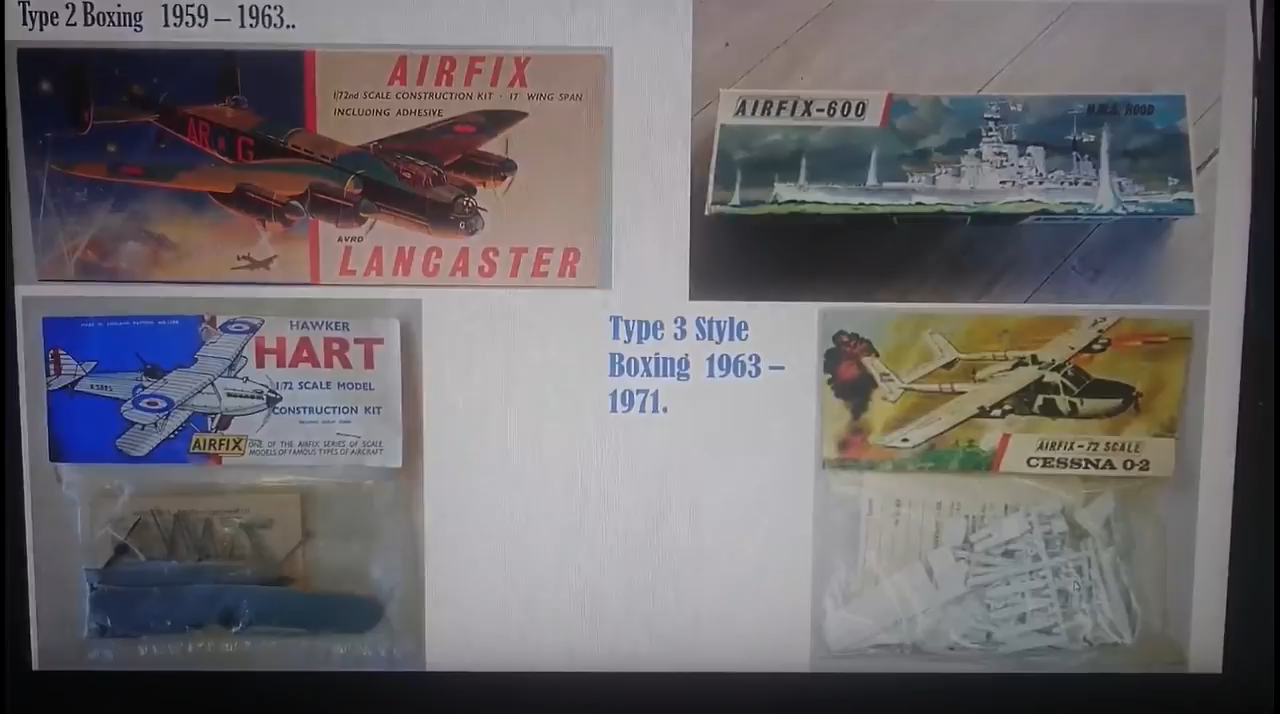 Type 2 Boxing 1959 – 1963..
AIRFIX
1/72nd SCALE CONSTRUCTION KIT · 17" WING SPAN
INCLUDING ADHESIVE
AR G
AVRO
LANCASTER
AIRFIX-600
H.M.S. HOOD
HAWKER
HART
1/72 SCALE MODEL
CONSTRUCTION KIT
AIRFIX
ONE OF THE AIRFIX SERIES OF SCALE
MODELS OF FAMOUS TYPES OF AIRCRAFT
Type 3 Style
Boxing 1963 –
1971.
AIRFIX-72 SCALE
CESSNA O-2